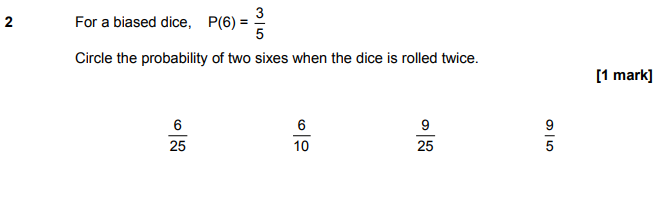 2 For a biased dice, P(6) = 3/5
Circle the probability of two sixes when the dice is rolled twice.
[1 mark]
6/25 6/10 9/25 9/5